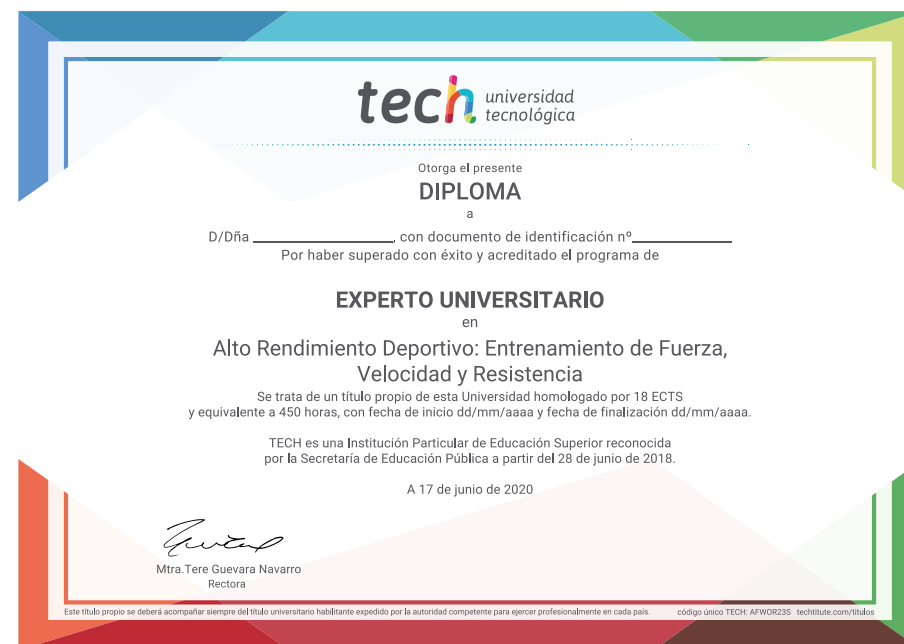 tech universidad
tecnológica
Otorga el presente
DIPLOMA
a
D/Dña ____________________, con documento de identificación nº______________
Por haber superado con éxito y acreditado el programa de
EXPERTO UNIVERSITARIO
en
Alto Rendimiento Deportivo: Entrenamiento de Fuerza,
Velocidad y Resistencia
Se trata de un título propio de esta Universidad homologado por 18 ECTS
y equivalente a 450 horas, con fecha de inicio dd/mm/aaaa y fecha de finalización dd/mm/aaaa.
TECH es una Institución Particular de Educación Superior reconocida
por la Secretaría de Educación Pública a partir del 28 de junio de 2018.
A 17 de junio de 2020
Mtra.Tere Guevara Navarro
Rectora
Este título propio se deberá acompañar siempre del título universitario habilitante expedido por la autoridad competente para ejercer profesionalmente en cada país. código único TECH: AFWOR23S techtitute.com/titulos